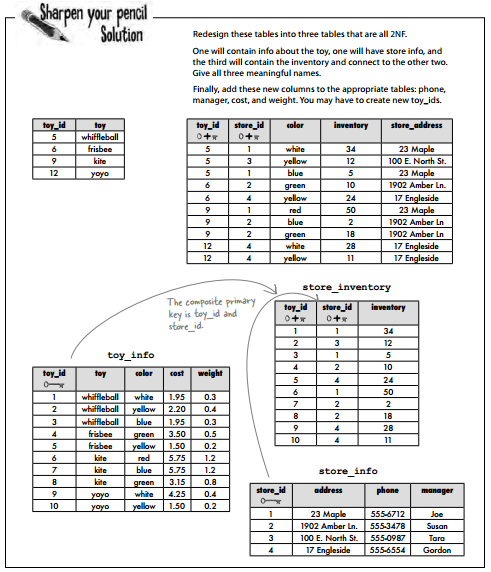 Sharpen your pencil
Solution
Redesign these tables into three tables that are all 2NF.
One will contain info about the toy, one will have store info, and
the third will contain the inventory and connect to the other two.
Give all three meaningful names.
Finally, add these new columns to the appropriate tables: phone,
manager, cost, and weight. You may have to create new toy_ids.
toy_id toy
5 whiffleball
6 frisbee
9 kite
12 yoyo
toy_id store_id color inventory store_address
5 1 white 34 23 Maple
5 3 yellow 12 100 E. North St.
5 1 blue 5 23 Maple
6 2 green 10 1902 Amber Ln.
6 4 yellow 24 17 Engleside
9 1 red 50 23 Maple
9 2 blue 2 1902 Amber Ln
9 2 green 18 1902 Amber Ln
12 4 white 28 17 Engleside
12 4 yellow 11 17 Engleside
The composite primary
key is toy_id and
store_id.
store_inventory
toy_id store_id inventory
1 1 34
2 3 12
3 1 5
4 2 10
5 4 24
6 1 50
7 2 2
8 2 18
9 4 28
10 4 11
toy_info
toy_id toy color cost weight
1 whiffleball white 1.95 0.3
2 whiffleball yellow 2.20 0.4
3 whiffleball blue 1.95 0.3
4 frisbee green 3.50 0.5
5 frisbee yellow 1.50 0.2
6 kite red 5.75 1.2
7 kite blue 5.75 1.2
8 kite green 3.15 0.8
9 yoyo white 4.25 0.4
10 yoyo yellow 1.50 0.2
store_info
store_id address phone manager
1 23 Maple 555-6712 Joe
2 1902 Amber Ln. 555-3478 Susan
3 100 E. North St. 555-0987 Tara
4 17 Engleside 555-6554 Gordon